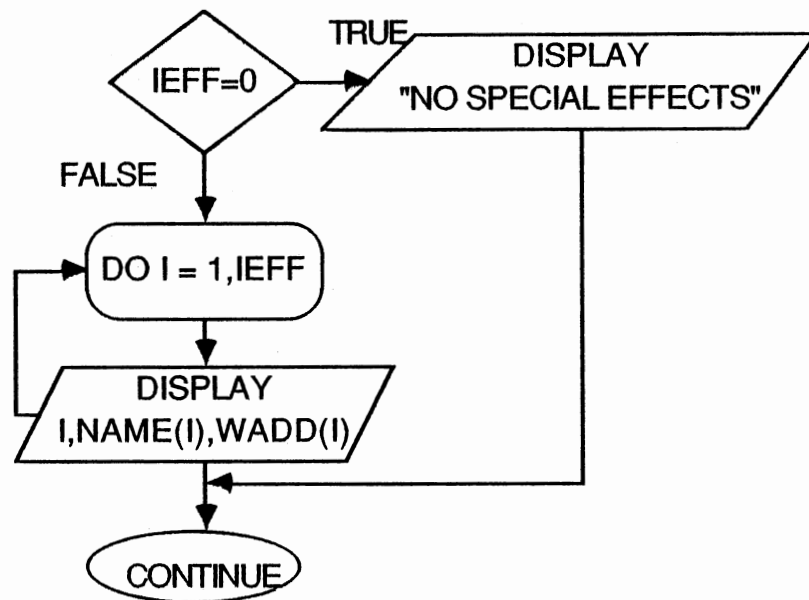 TRUE
IEFF=0
DISPLAY
"NO SPECIAL EFFECTS"
FALSE
DO I = 1,IEFF
DISPLAY
I,NAME(I),WADD(I)
CONTINUE